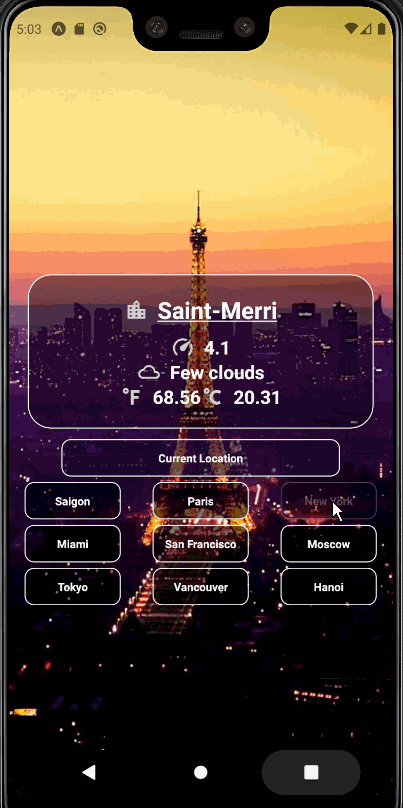 5:03
Saint-Merri
4.1
Few clouds
°F 68.56 °C 20.31
Current Location
Saigon Paris New York
Miami San Francisco Moscow
Tokyo Vancouver Hanoi